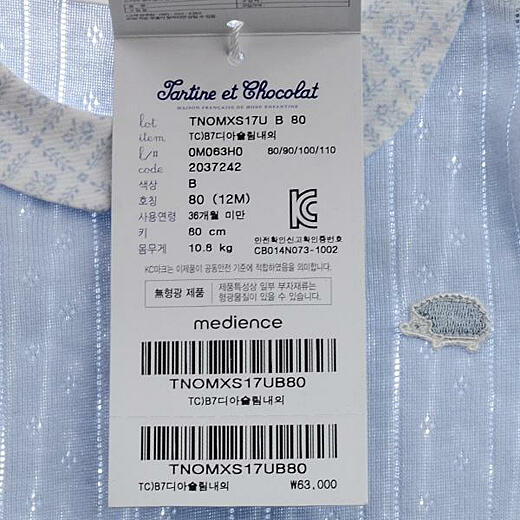 Tartine et Chocolat
MAISON FRANÇAISE DE MODE ENFANTINE
lot TNOMXS17U B 80
item TC)B7디아슬림내의
l/# 0M063H0 80/90/100/110
code 2037242
색상 B
호칭 80 (12M)
사용연령 36개월 미만
키 80 cm
몸무게 10.8 kg
안전확인신고확인증번호
CB014N073-1002
KC마크는 이제품이 공동안전 기준에 적합하였음을 의미합니다.
無형광 제품
제품특성상 일부 부자재류는
형광물질이 있을 수 있습니다.
medience
TNOMXS17UB80
TC)B7디아슬림내의
TNOMXS17UB80
TC)B7디아슬림내의 ₩63,000